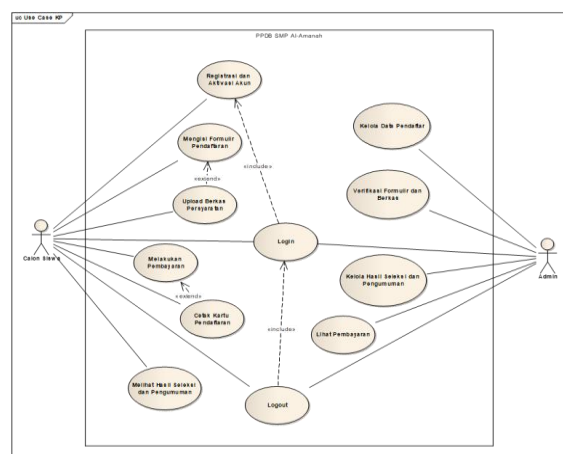 uc Use Case KP
PPDB SMP Al-Amanah
Registrasi dan
Aktivasi Akun
Mengisi Formulir
Pendaftaran
«extend»
Upload Berkas
Persyaratan
«include»
Kelola Data Pendaftar
Verifikasi Formulir dan
Berkas
Login
Calon Siswa
Melakukan
Pembayaran
«extend»
Cetak Kartu
Pendaftaran
Kelola Hasil Seleksi dan
Pengumuman
Admin
«include»
Lihat Pembayaran
Melihat Hasil Seleksi
dan Pengumuman
Logout